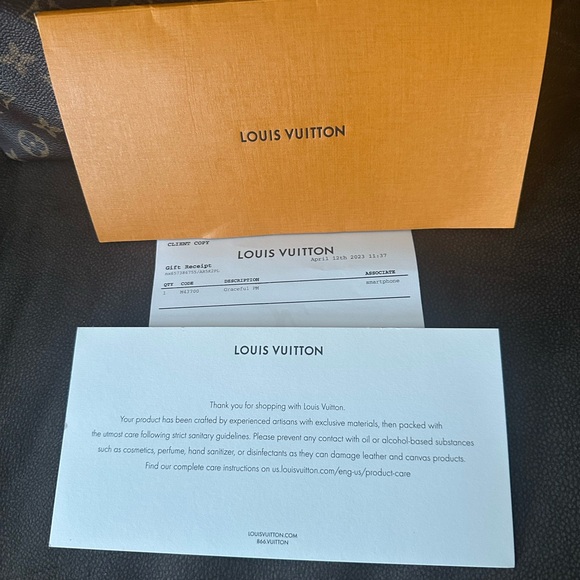 LOUIS VUITTON
CLIENT COPY
LOUIS VUITTON
April 12th 2023 11:37
Gift Receipt
QTY CODE DESCRIPTION ASSOCIATE
1 M43700 Graceful PM smartphone
LOUIS VUITTON
Thank you for shopping with Louis Vuitton.
Your product has been crafted by experienced artisans with exclusive materials, then packed with
the utmost care following strict sanitary guidelines. Please prevent any contact with oil or alcohol-based substances
such as cosmetics, perfume, hand sanitizer, or disinfectants as they can damage leather and canvas products.
Find our complete care instructions on us.louisvuitton.com/eng-us/product-care
LOUISVUITTON.COM
866.VUITTON